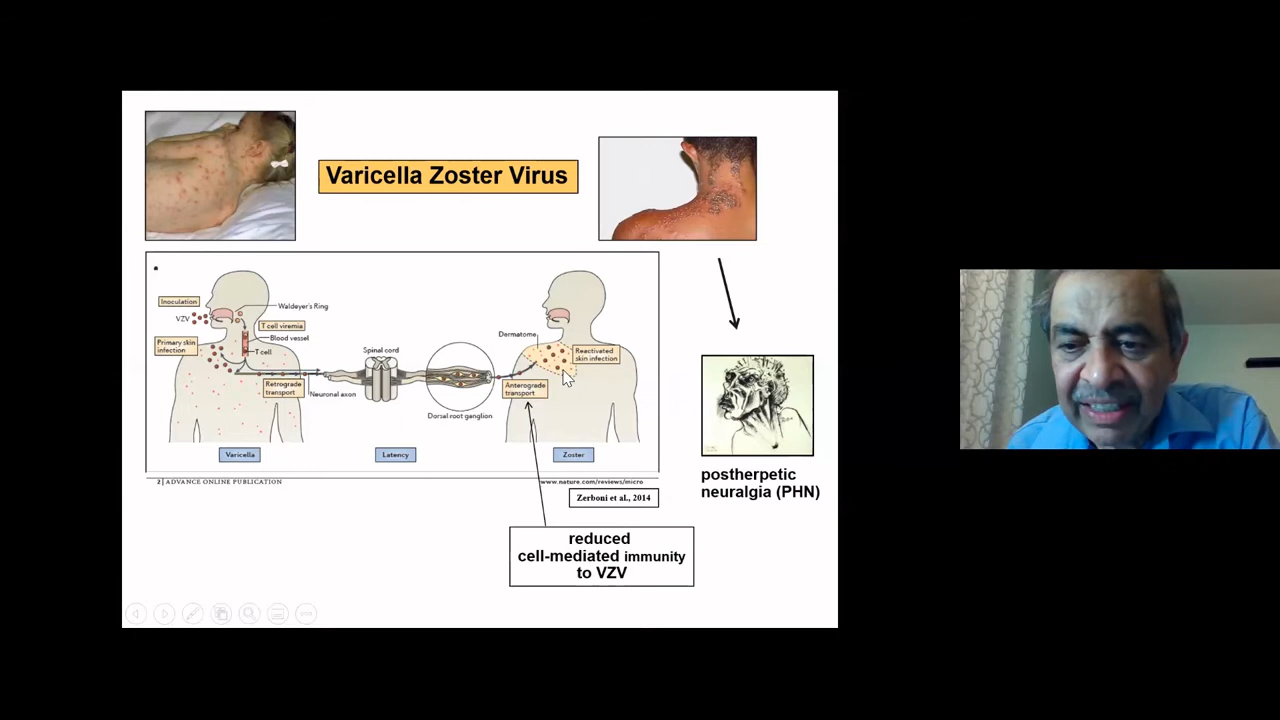 Varicella Zoster Virus
Inoculation
VZV
Waldeyer's Ring
T cell viremia
Blood vessel
T cell
Primary skin
infection
Retrograde
transport
Neuronal axon
Varicella
Spinal cord
Dorsal root ganglion
Latency
Dermatome
Reactivated
skin infection
Anterograde
transport
Zoster
2 | ADVANCE ONLINE PUBLICATION
www.nature.com/reviews/micro
Zerboni et al., 2014
reduced
cell-mediated immunity
to VZV
postherpetic
neuralgia (PHN)